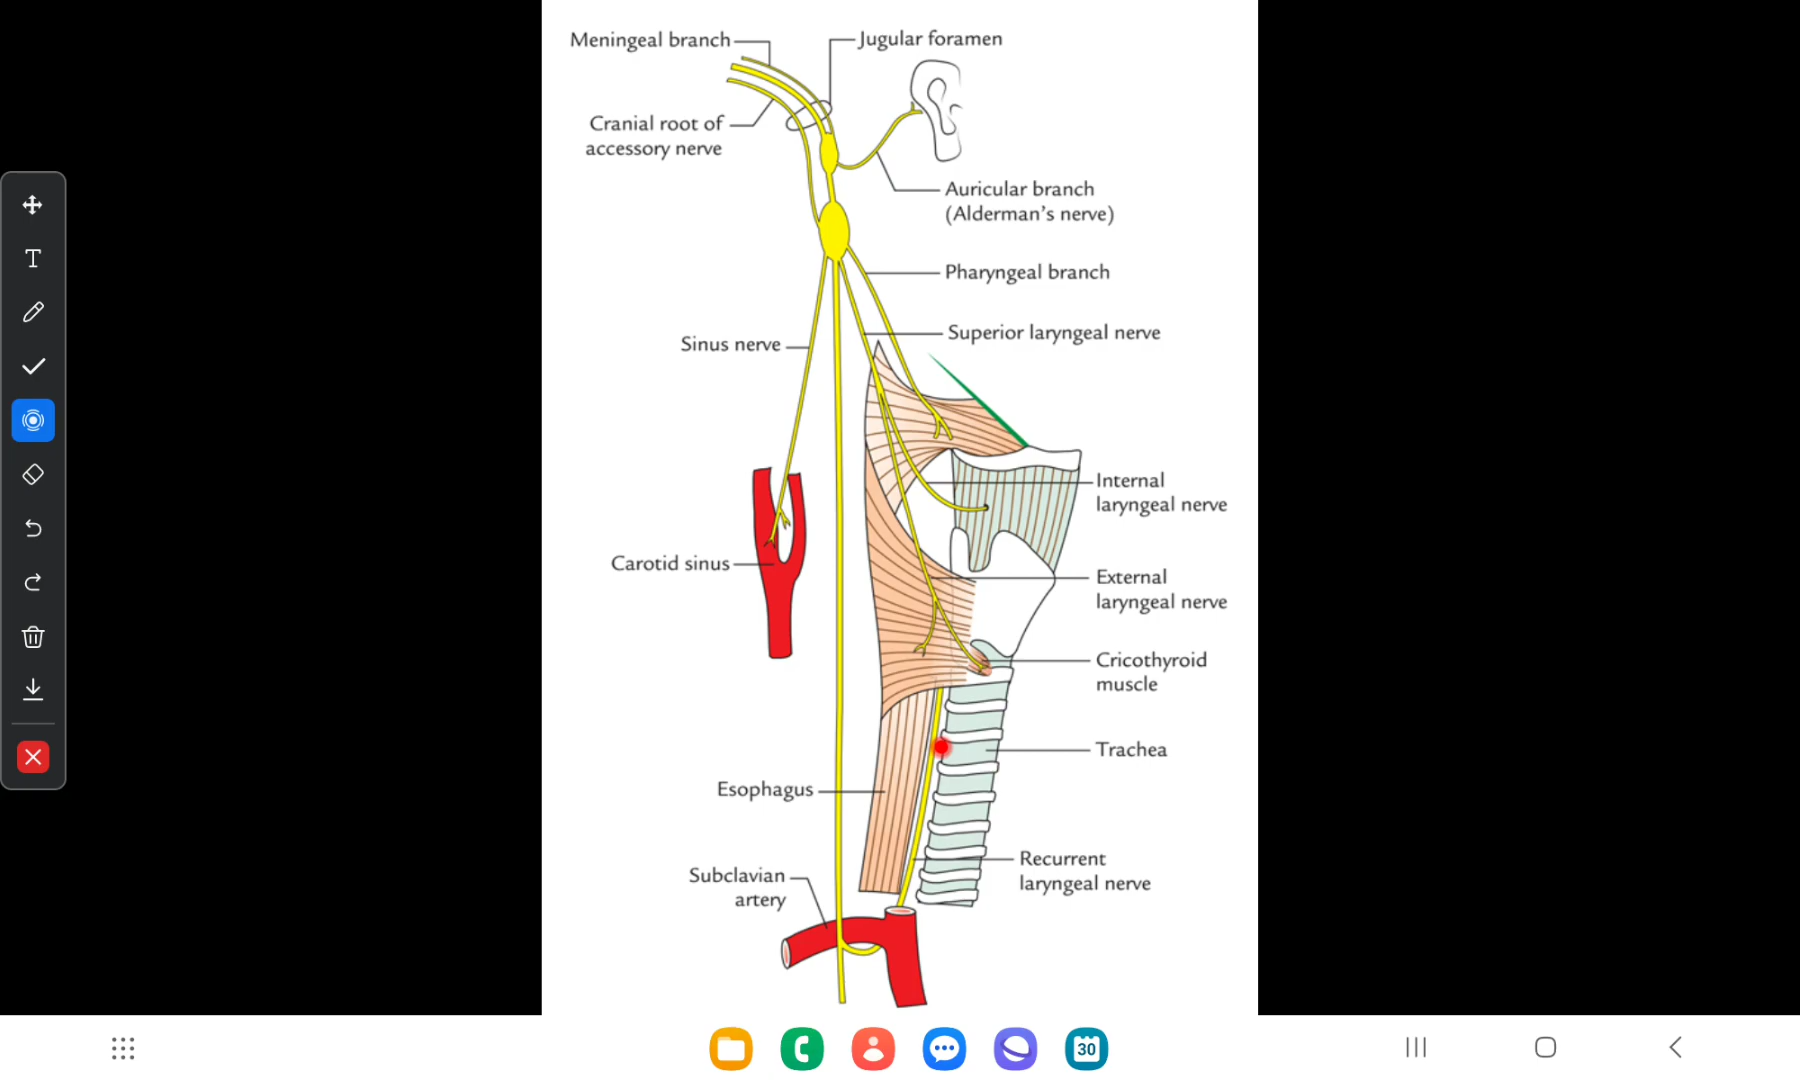 Meningeal branch
Jugular foramen
Cranial root of
accessory nerve
Auricular branch
(Alderman's nerve)
Pharyngeal branch
Superior laryngeal nerve
Sinus nerve
Internal
laryngeal nerve
Carotid sinus
External
laryngeal nerve
Cricothyroid
muscle
Trachea
Esophagus
Recurrent
laryngeal nerve
Subclavian
artery
T
30